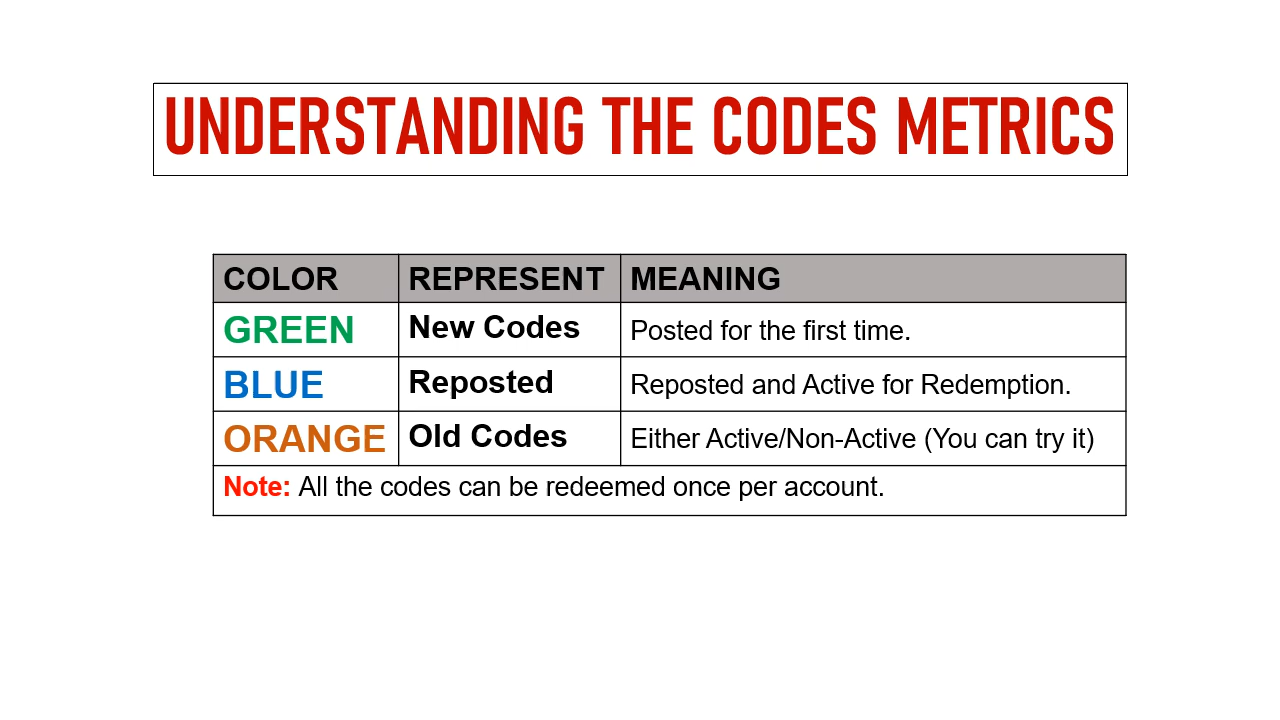 UNDERSTANDING THE CODES METRICS
COLOR REPRESENT MEANING
GREEN New Codes Posted for the first time.
BLUE Reposted Reposted and Active for Redemption.
ORANGE Old Codes Either Active/Non-Active (You can try it)
Note: All the codes can be redeemed once per account.